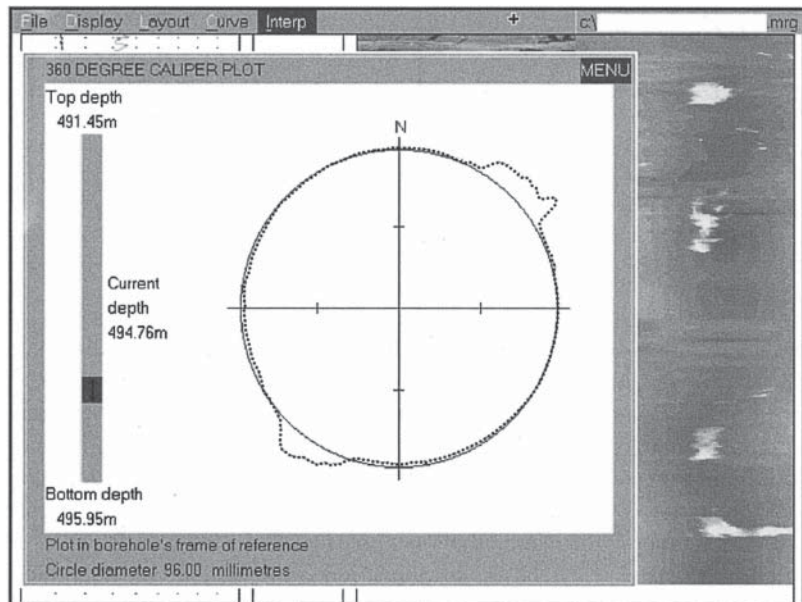 File Display Layout Curve Interp c:\ .mrg
360 DEGREE CALIPER PLOT MENU
Top depth
491.45m
N
Current
depth
494.76m
Bottom depth
495.95m
Plot in borehole's frame of reference
Circle diameter 96.00 millimetres